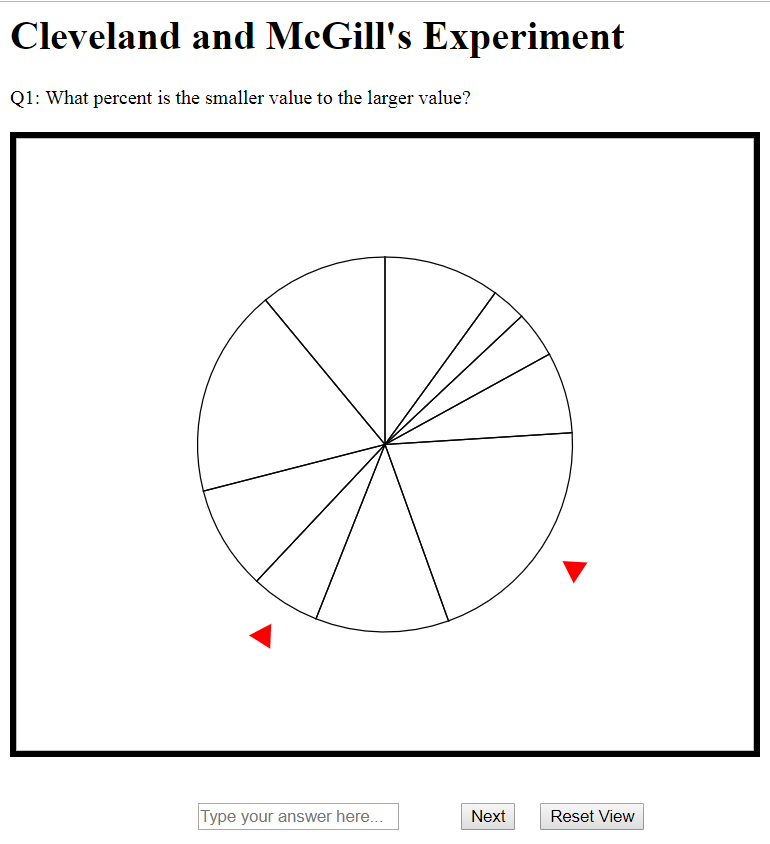 Cleveland and McGill's Experiment
Q1: What percent is the smaller value to the larger value?
Type your answer here...
Next
Reset View